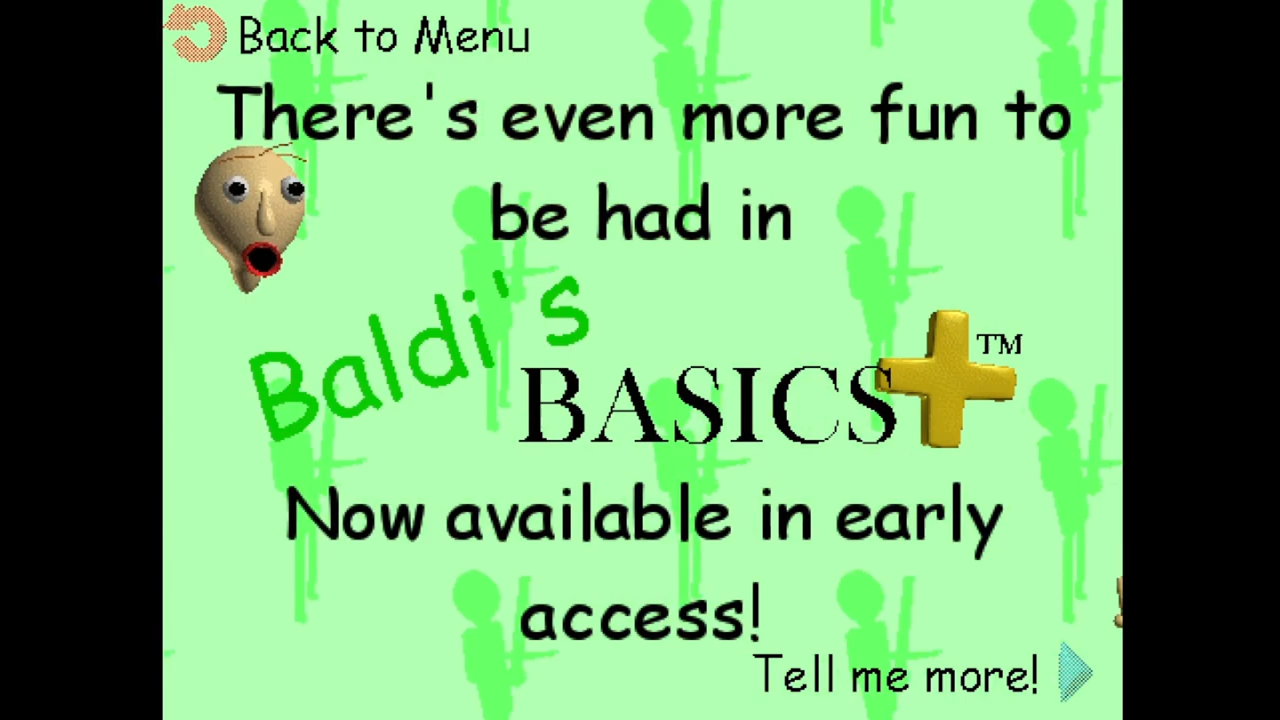 Back to Menu
There's even more fun to
be had in
Baldi's
BASICS+™
Now available in early
access!
Tell me more!